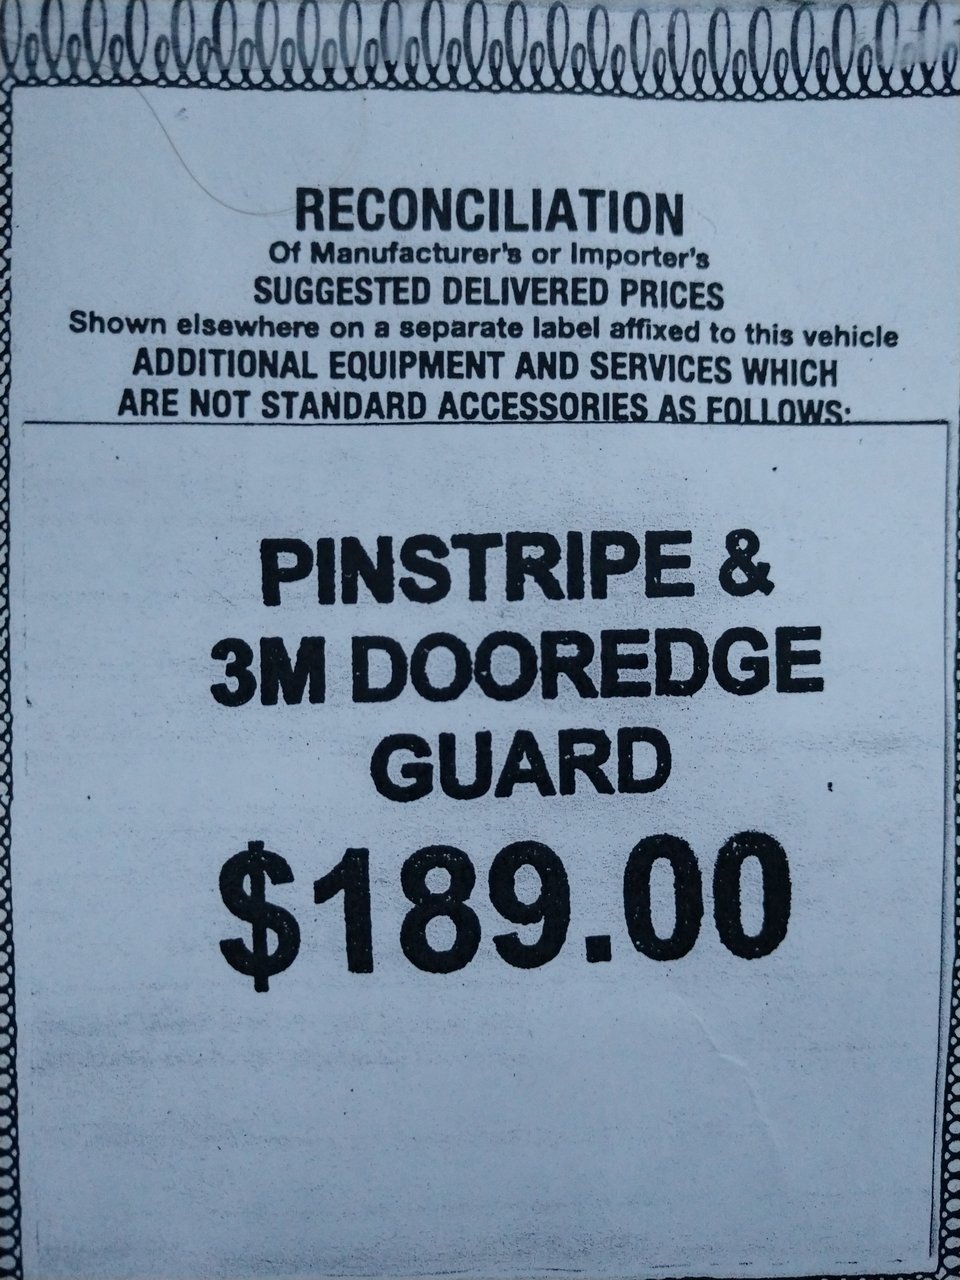 RECONCILIATION
Of Manufacturer's or Importer's
SUGGESTED DELIVERED PRICES
Shown elsewhere on a separate label affixed to this vehicle
ADDITIONAL EQUIPMENT AND SERVICES WHICH
ARE NOT STANDARD ACCESSORIES AS FOLLOWS:
PINSTRIPE &
3M DOOREDGE
GUARD
$189.00